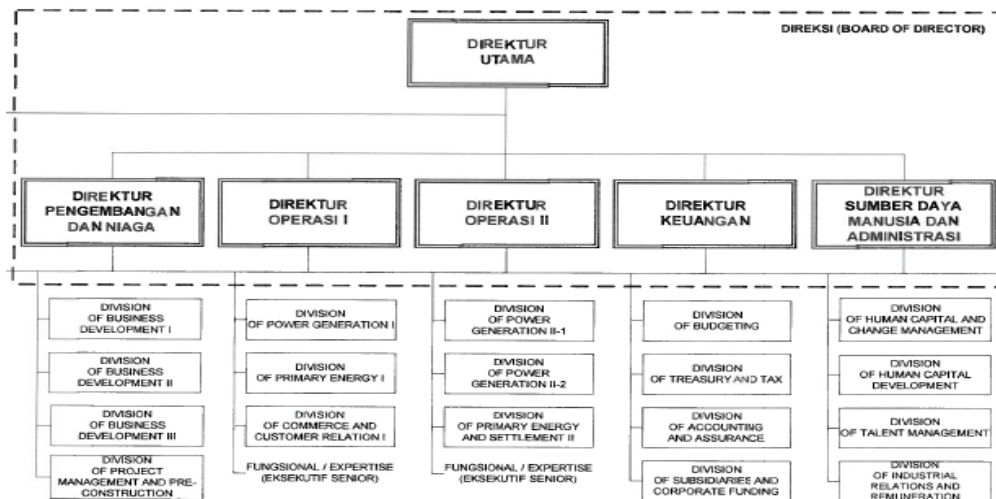 DIREKSI (BOARD OF DIRECTOR)
DIREKTUR
UTAMA
DIREKTUR
PENGEMBANGAN
DAN NIAGA
DIREKTUR
OPERASI I
DIREKTUR
OPERASI II
DIREKTUR
KEUANGAN
DIREKTUR
SUMBER DAYA
MANUSIA DAN
ADMINISTRASI
DIVISION
OF BUSINESS
DEVELOPMENT I
DIVISION
OF BUSINESS
DEVELOPMENT II
DIVISION
OF BUSINESS
DEVELOPMENT III
DIVISION
OF PROJECT
MANAGEMENT AND PRE-
CONSTRUCTION
DIVISION
OF POWER GENERATION I
DIVISION
OF PRIMARY ENERGY I
DIVISION
OF COMMERCE AND
CUSTOMER RELATION I
FUNGSIONAL / EXPERTISE
(EKSEKUTIF SENIOR)
DIVISION
OF POWER
GENERATION II-1
DIVISION
OF POWER
GENERATION II-2
DIVISION
OF PRIMARY ENERGY
AND SETTLEMENT II
FUNGSIONAL / EXPERTISE
(EKSEKUTIF SENIOR)
DIVISION
OF BUDGETING
DIVISION
OF TREASURY AND TAX
DIVISION
OF ACCOUNTING
AND ASSURANCE
DIVISION
OF SUBSIDIARIES AND
CORPORATE FUNDING
DIVISION
OF HUMAN CAPITAL AND
CHANGE MANAGEMENT
DIVISION
OF HUMAN CAPITAL
DEVELOPMENT
DIVISION
OF TALENT MANAGEMENT
DIVISION
OF INDUSTRIAL
RELATIONS AND
REMUNERATION